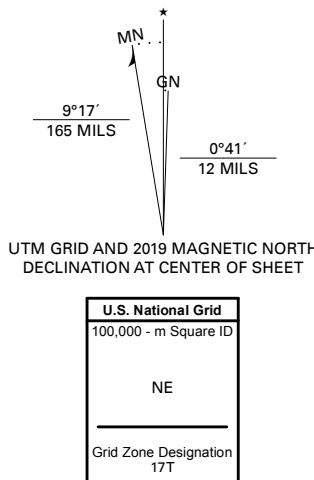 ★
MN
GN
9°17´
165 MILS
0°41´
12 MILS
UTM GRID AND 2019 MAGNETIC NORTH
DECLINATION AT CENTER OF SHEET
U.S. National Grid
100,000 - m Square ID
NE
Grid Zone Designation
17T